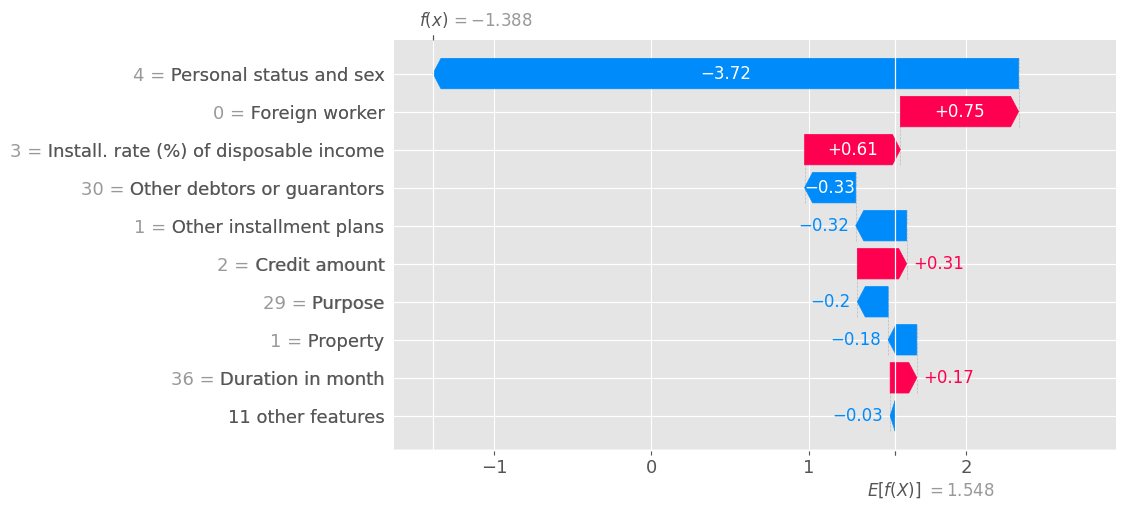 f(x) = −1.388
4 = Personal status and sex −3.72
0 = Foreign worker +0.75
3 = Install. rate (%) of disposable income +0.61
30 = Other debtors or guarantors −0.33
1 = Other installment plans −0.32
2 = Credit amount +0.31
29 = Purpose −0.2
1 = Property −0.18
36 = Duration in month +0.17
11 other features −0.03
−1 0 1 2
E[f(X)] = 1.548